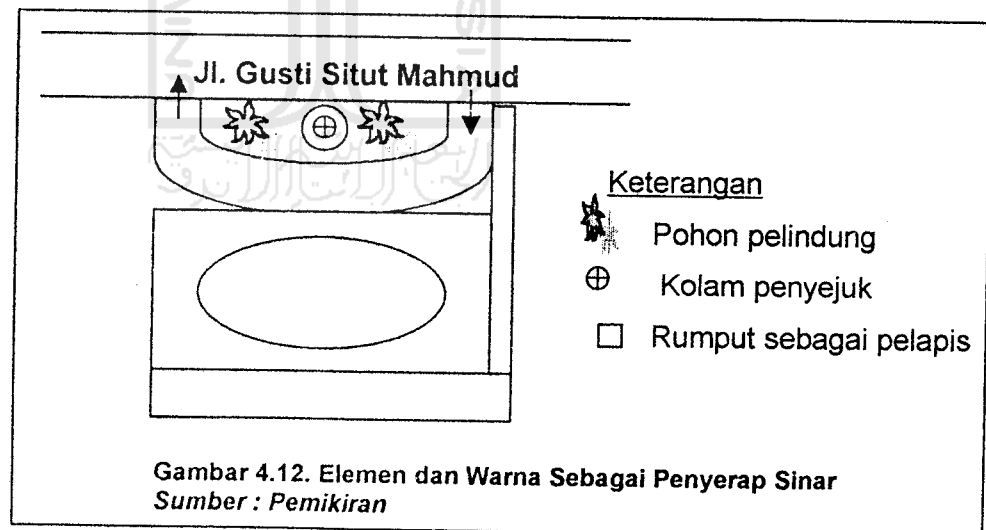 Jl. Gusti Situt Mahmud
Keterangan
Pohon pelindung
Kolam penyejuk
Rumput sebagai pelapis
Gambar 4.12. Elemen dan Warna Sebagai Penyerap Sinar
Sumber : Pemikiran